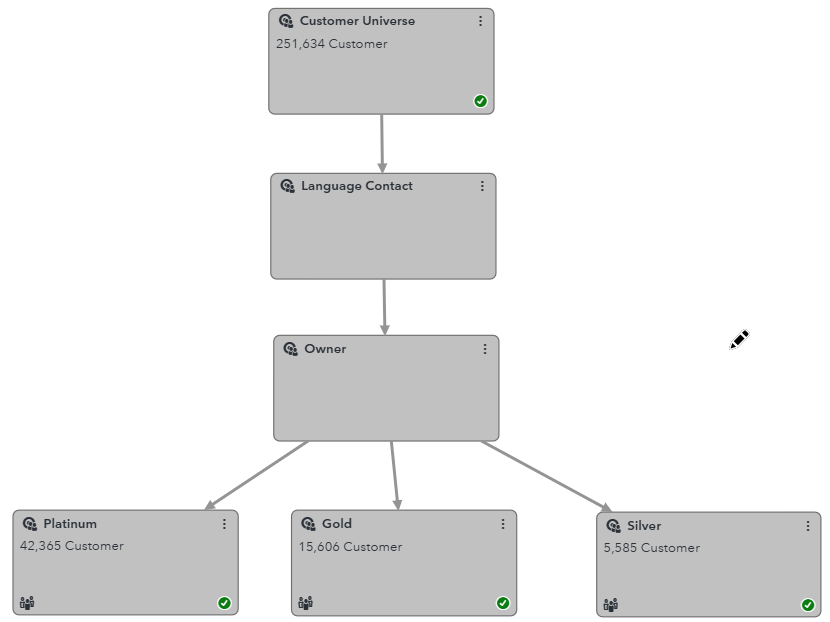 Customer Universe
251,634 Customer
Language Contact
Owner
Platinum
42,365 Customer
Gold
15,606 Customer
Silver
5,585 Customer